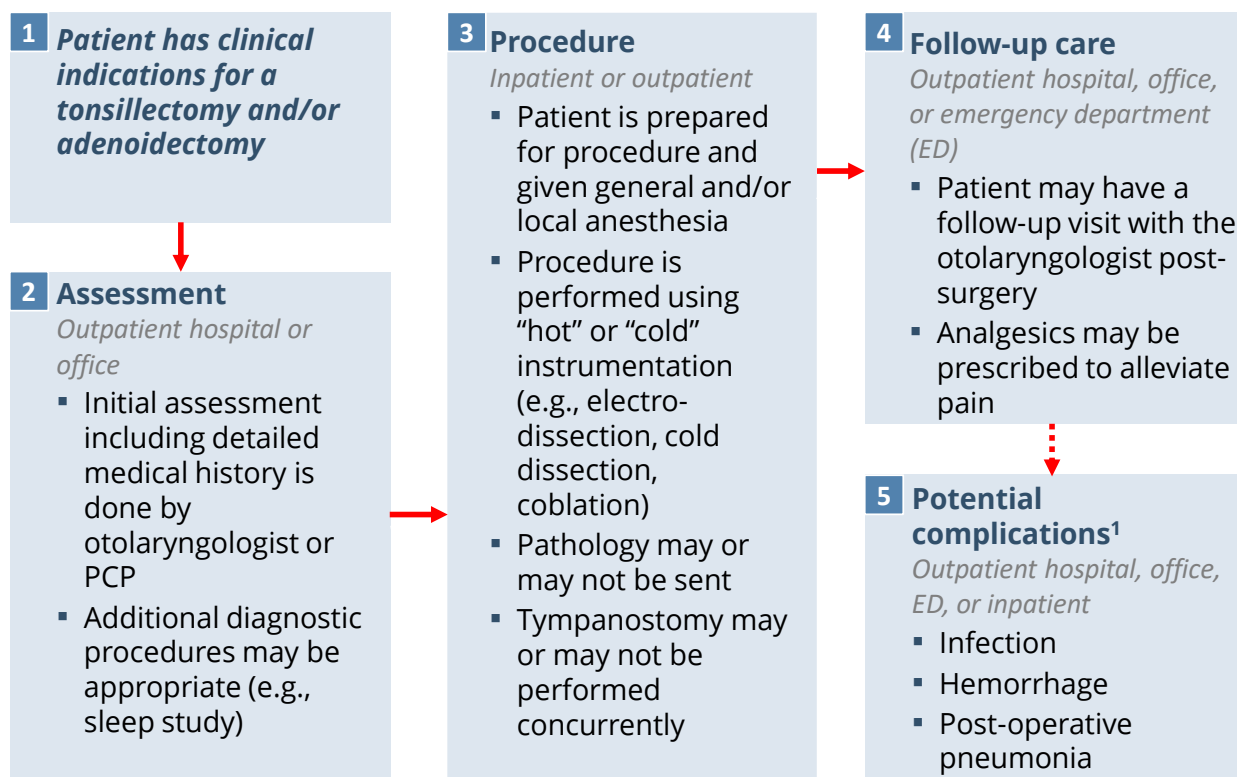 1 Patient has clinical
indications for a
tonsillectomy and/or
adenoidectomy
2 Assessment
Outpatient hospital or
office
▪ Initial assessment
including detailed
medical history is
done by
otolaryngologist or
PCP
▪ Additional diagnostic
procedures may be
appropriate (e.g.,
sleep study)
3 Procedure
Inpatient or outpatient
▪ Patient is prepared
for procedure and
given general and/or
local anesthesia
▪ Procedure is
performed using
“hot” or “cold”
instrumentation
(e.g., electro-
dissection, cold
dissection,
coblation)
▪ Pathology may or
may not be sent
▪ Tympanostomy may
or may not be
performed
concurrently
4 Follow-up care
Outpatient hospital, office,
or emergency department
(ED)
▪ Patient may have a
follow-up visit with the
otolaryngologist post-
surgery
▪ Analgesics may be
prescribed to alleviate
pain
5 Potential
complications¹
Outpatient hospital, office,
ED, or inpatient
▪ Infection
▪ Hemorrhage
▪ Post-operative
pneumonia